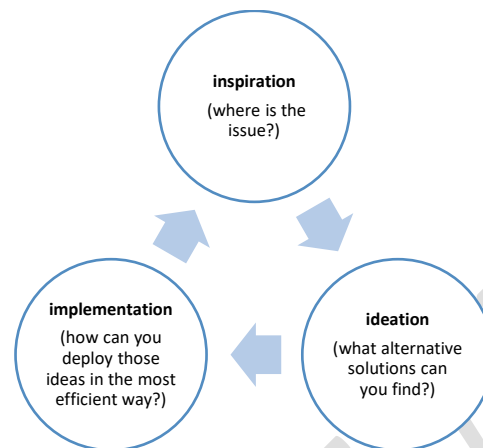 inspiration
(where is the
issue?)
implementation
(how can you
deploy those
ideas in the most
efficient way?)
ideation
(what alternative
solutions can
you find?)